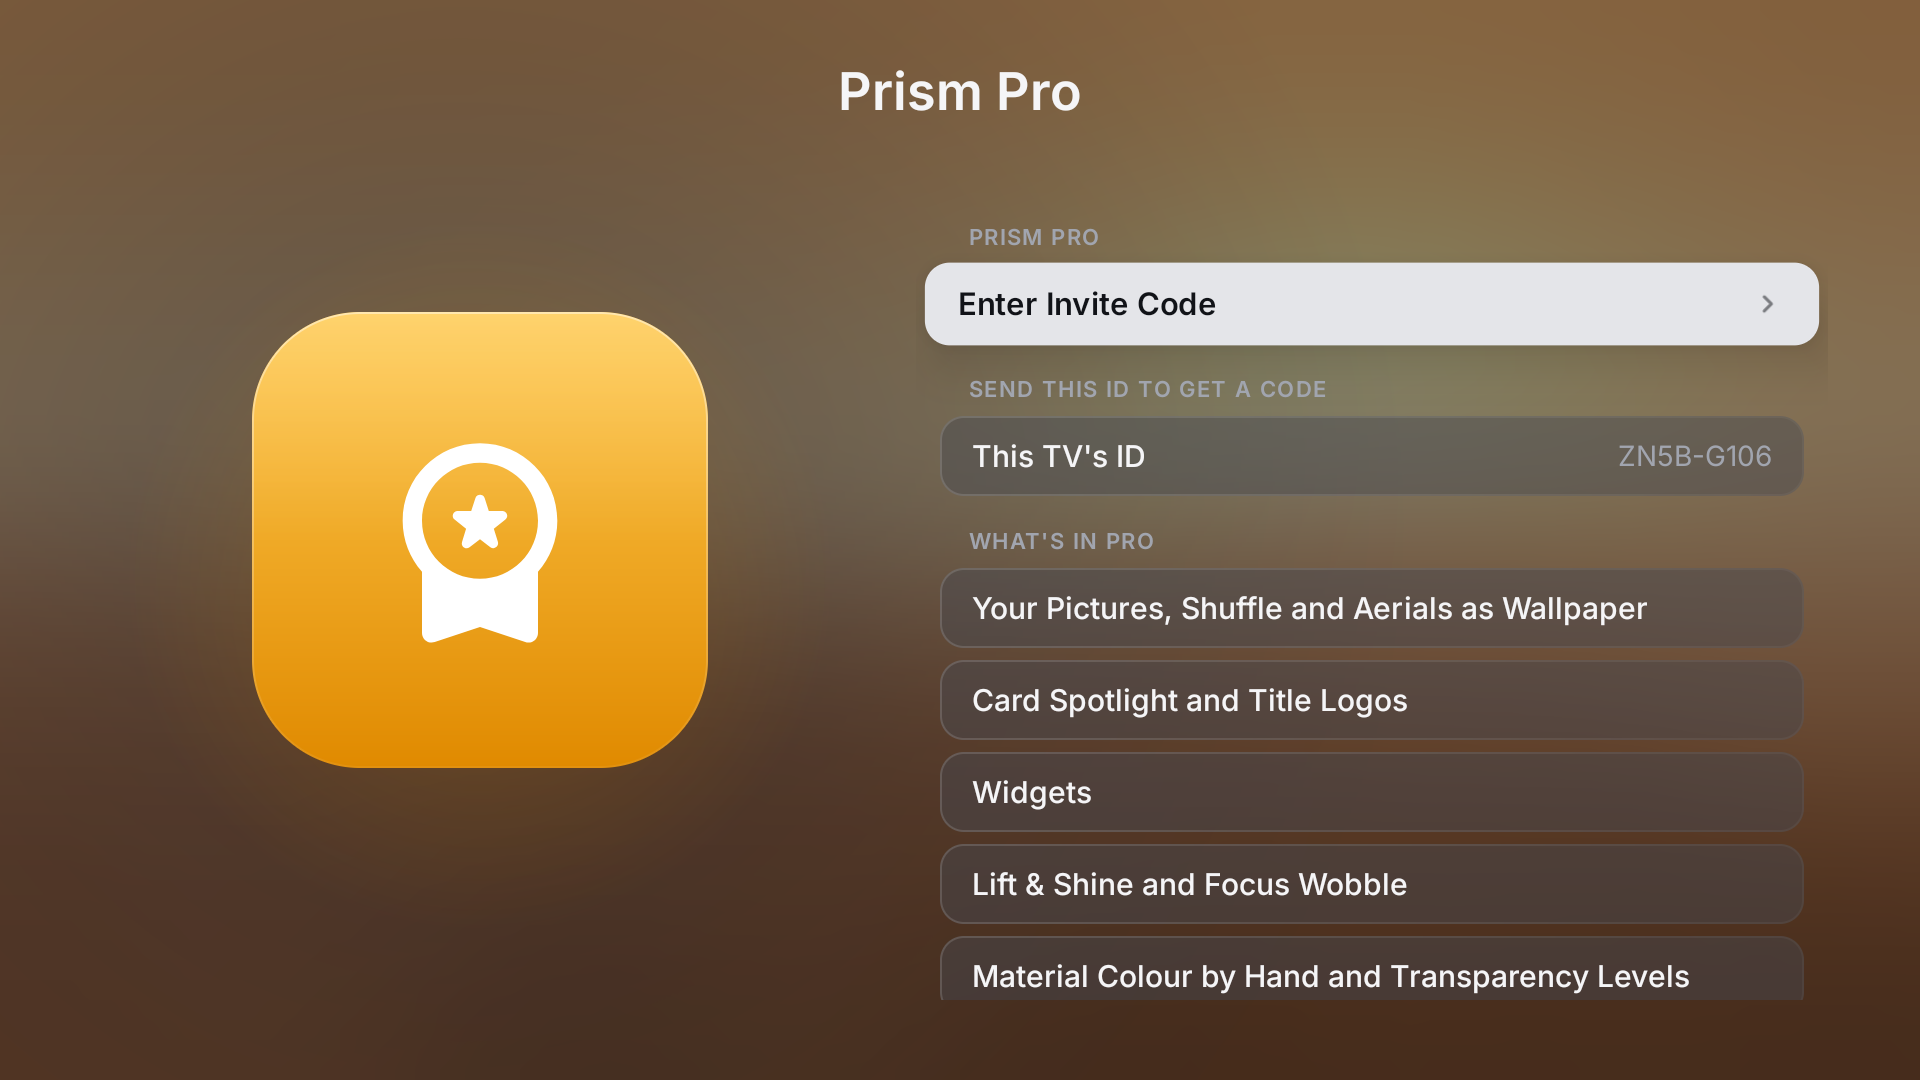 Prism Pro
PRISM PRO
Enter Invite Code
SEND THIS ID TO GET A CODE
This TV's ID ZN5B-G106
WHAT'S IN PRO
Your Pictures, Shuffle and Aerials as Wallpaper
Card Spotlight and Title Logos
Widgets
Lift & Shine and Focus Wobble
Material Colour by Hand and Transparency Levels